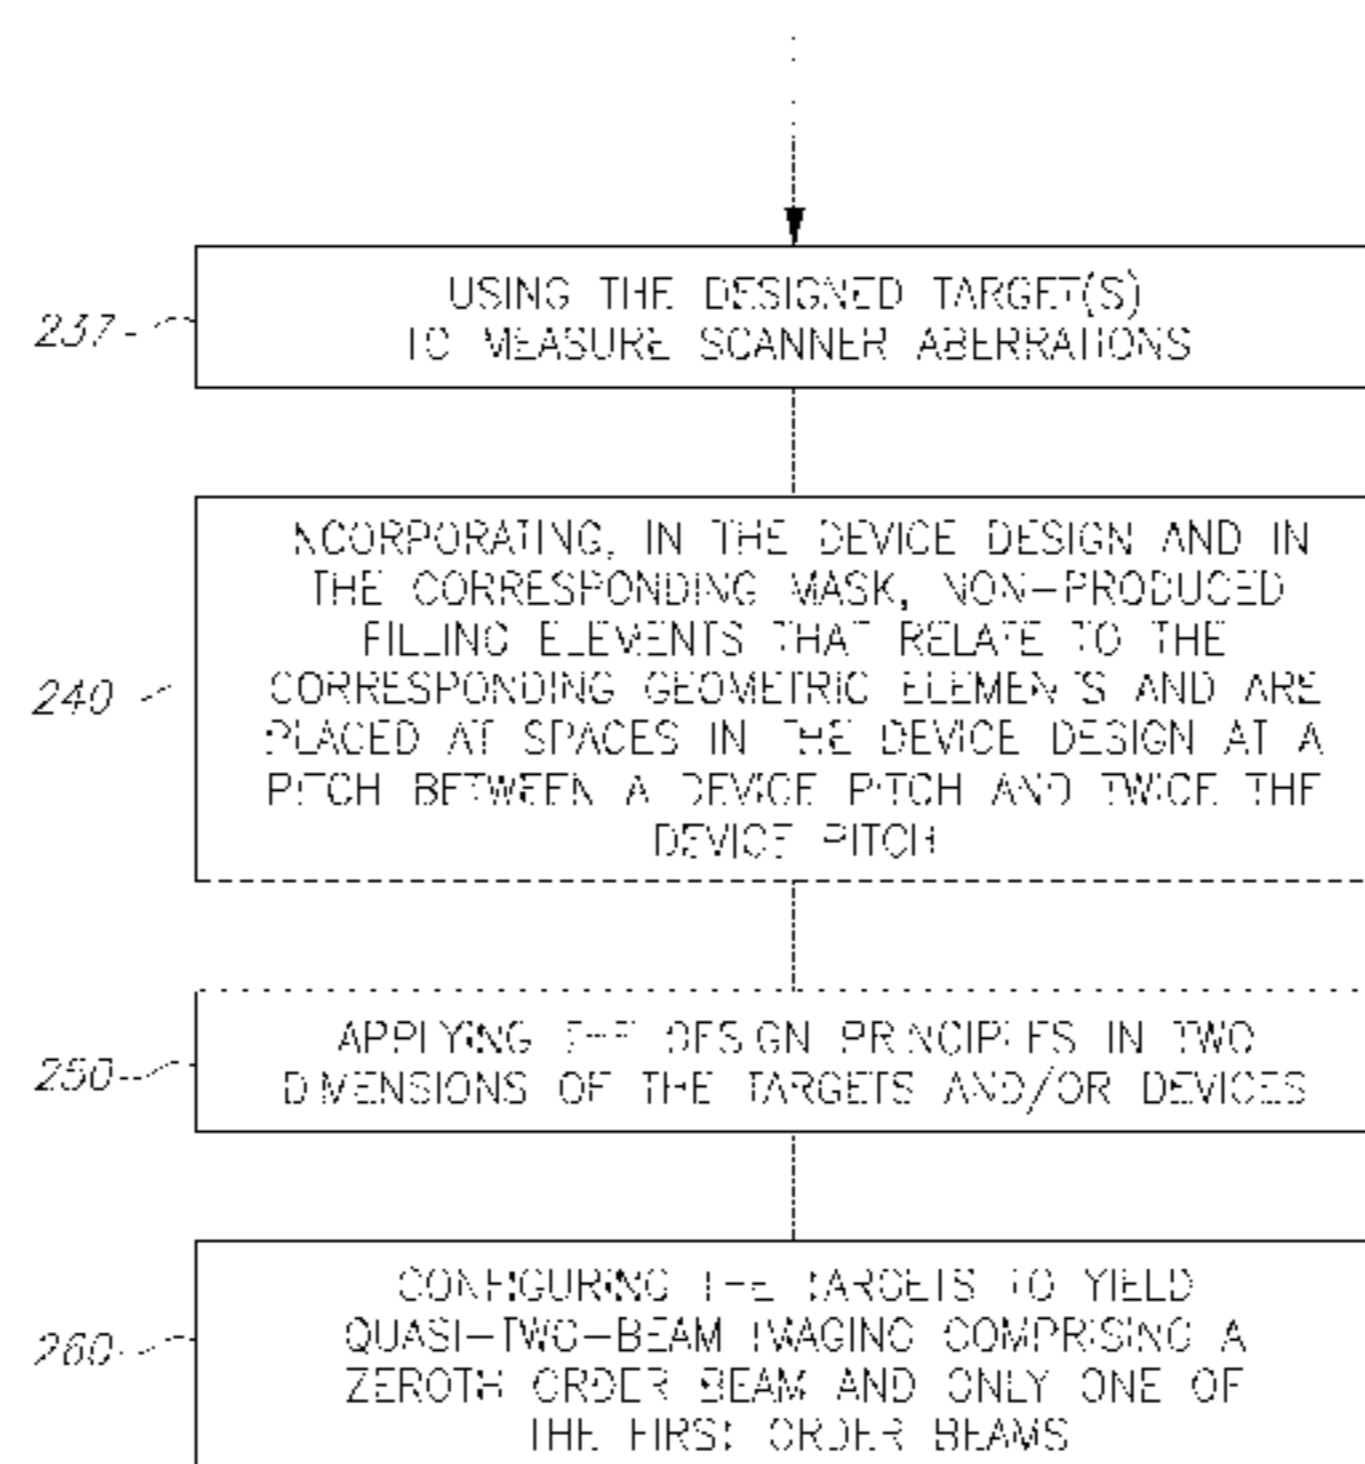 USING THE DESIGNED TARGET(S)
237
TO MEASURE SCANNER ABERRATIONS
INCORPORATING, IN THE DEVICE DESIGN AND IN
THE CORRESPONDING MASK, NON-PRODUCED
FILLING ELEMENTS THAT RELATE TO THE
240
CORRESPONDING GEOMETRIC ELEMENTS AND ARE
PLACED AT SPACES IN THE DEVICE DESIGN AT A
PITCH BETWEEN A DEVICE PITCH AND TWICE THE
DEVICE PITCH
APPLYING THE DESIGN PRINCIPLES IN TWO
250
DIMENSIONS OF THE TARGETS AND/OR DEVICES
CONFIGURING THE TARGETS TO YIELD
260
QUASI-TWO-BEAM IMAGING COMPRISING A
ZEROTH ORDER BEAM AND ONLY ONE OF
THE FIRST ORDER BEAMS